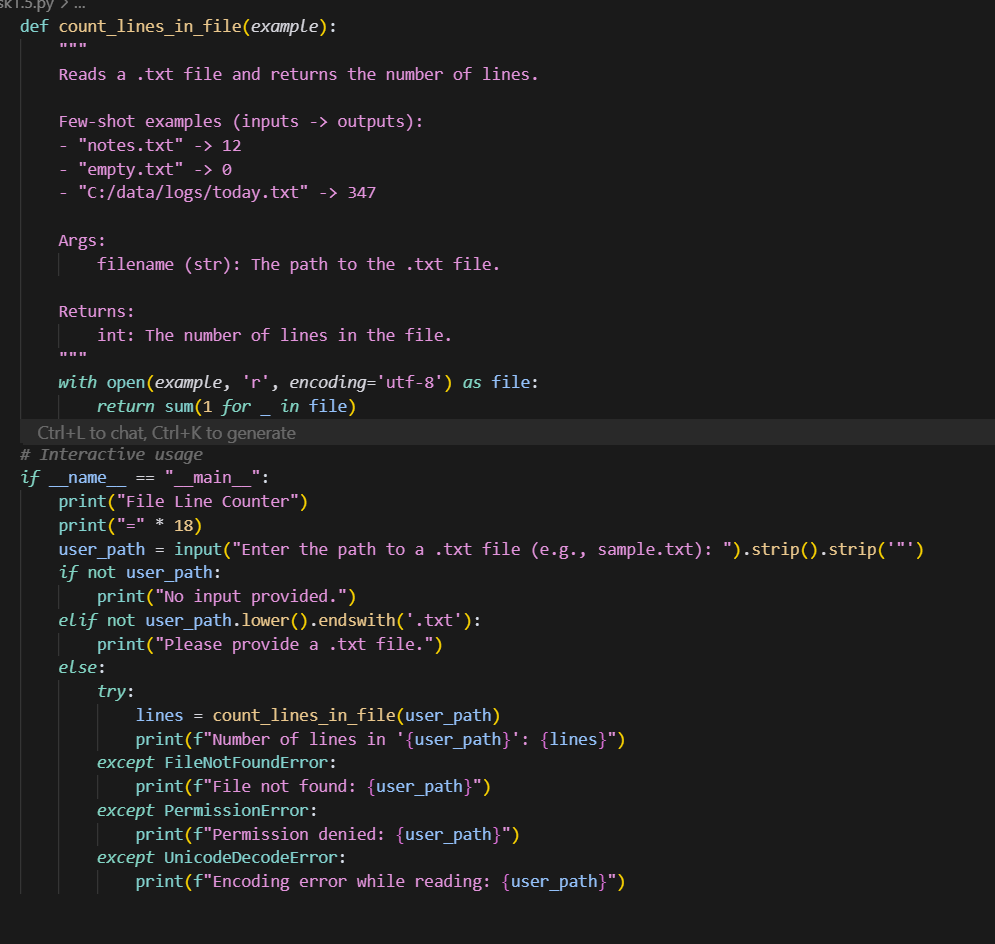 sk1.5.py > ...
def count_lines_in_file(example):
    """
    Reads a .txt file and returns the number of lines.

    Few-shot examples (inputs -> outputs):
    - "notes.txt" -> 12
    - "empty.txt" -> 0
    - "C:/data/logs/today.txt" -> 347

    Args:
        filename (str): The path to the .txt file.

    Returns:
        int: The number of lines in the file.
    """
    with open(example, 'r', encoding='utf-8') as file:
        return sum(1 for _ in file)
Ctrl+L to chat, Ctrl+K to generate
# Interactive usage
if __name__ == "__main__":
    print("File Line Counter")
    print("=" * 18)
    user_path = input("Enter the path to a .txt file (e.g., sample.txt): ").strip().strip('"')
    if not user_path:
        print("No input provided.")
    elif not user_path.lower().endswith('.txt'):
        print("Please provide a .txt file.")
    else:
        try:
            lines = count_lines_in_file(user_path)
            print(f"Number of lines in '{user_path}': {lines}")
        except FileNotFoundError:
            print(f"File not found: {user_path}")
        except PermissionError:
            print(f"Permission denied: {user_path}")
        except UnicodeDecodeError:
            print(f"Encoding error while reading: {user_path}")